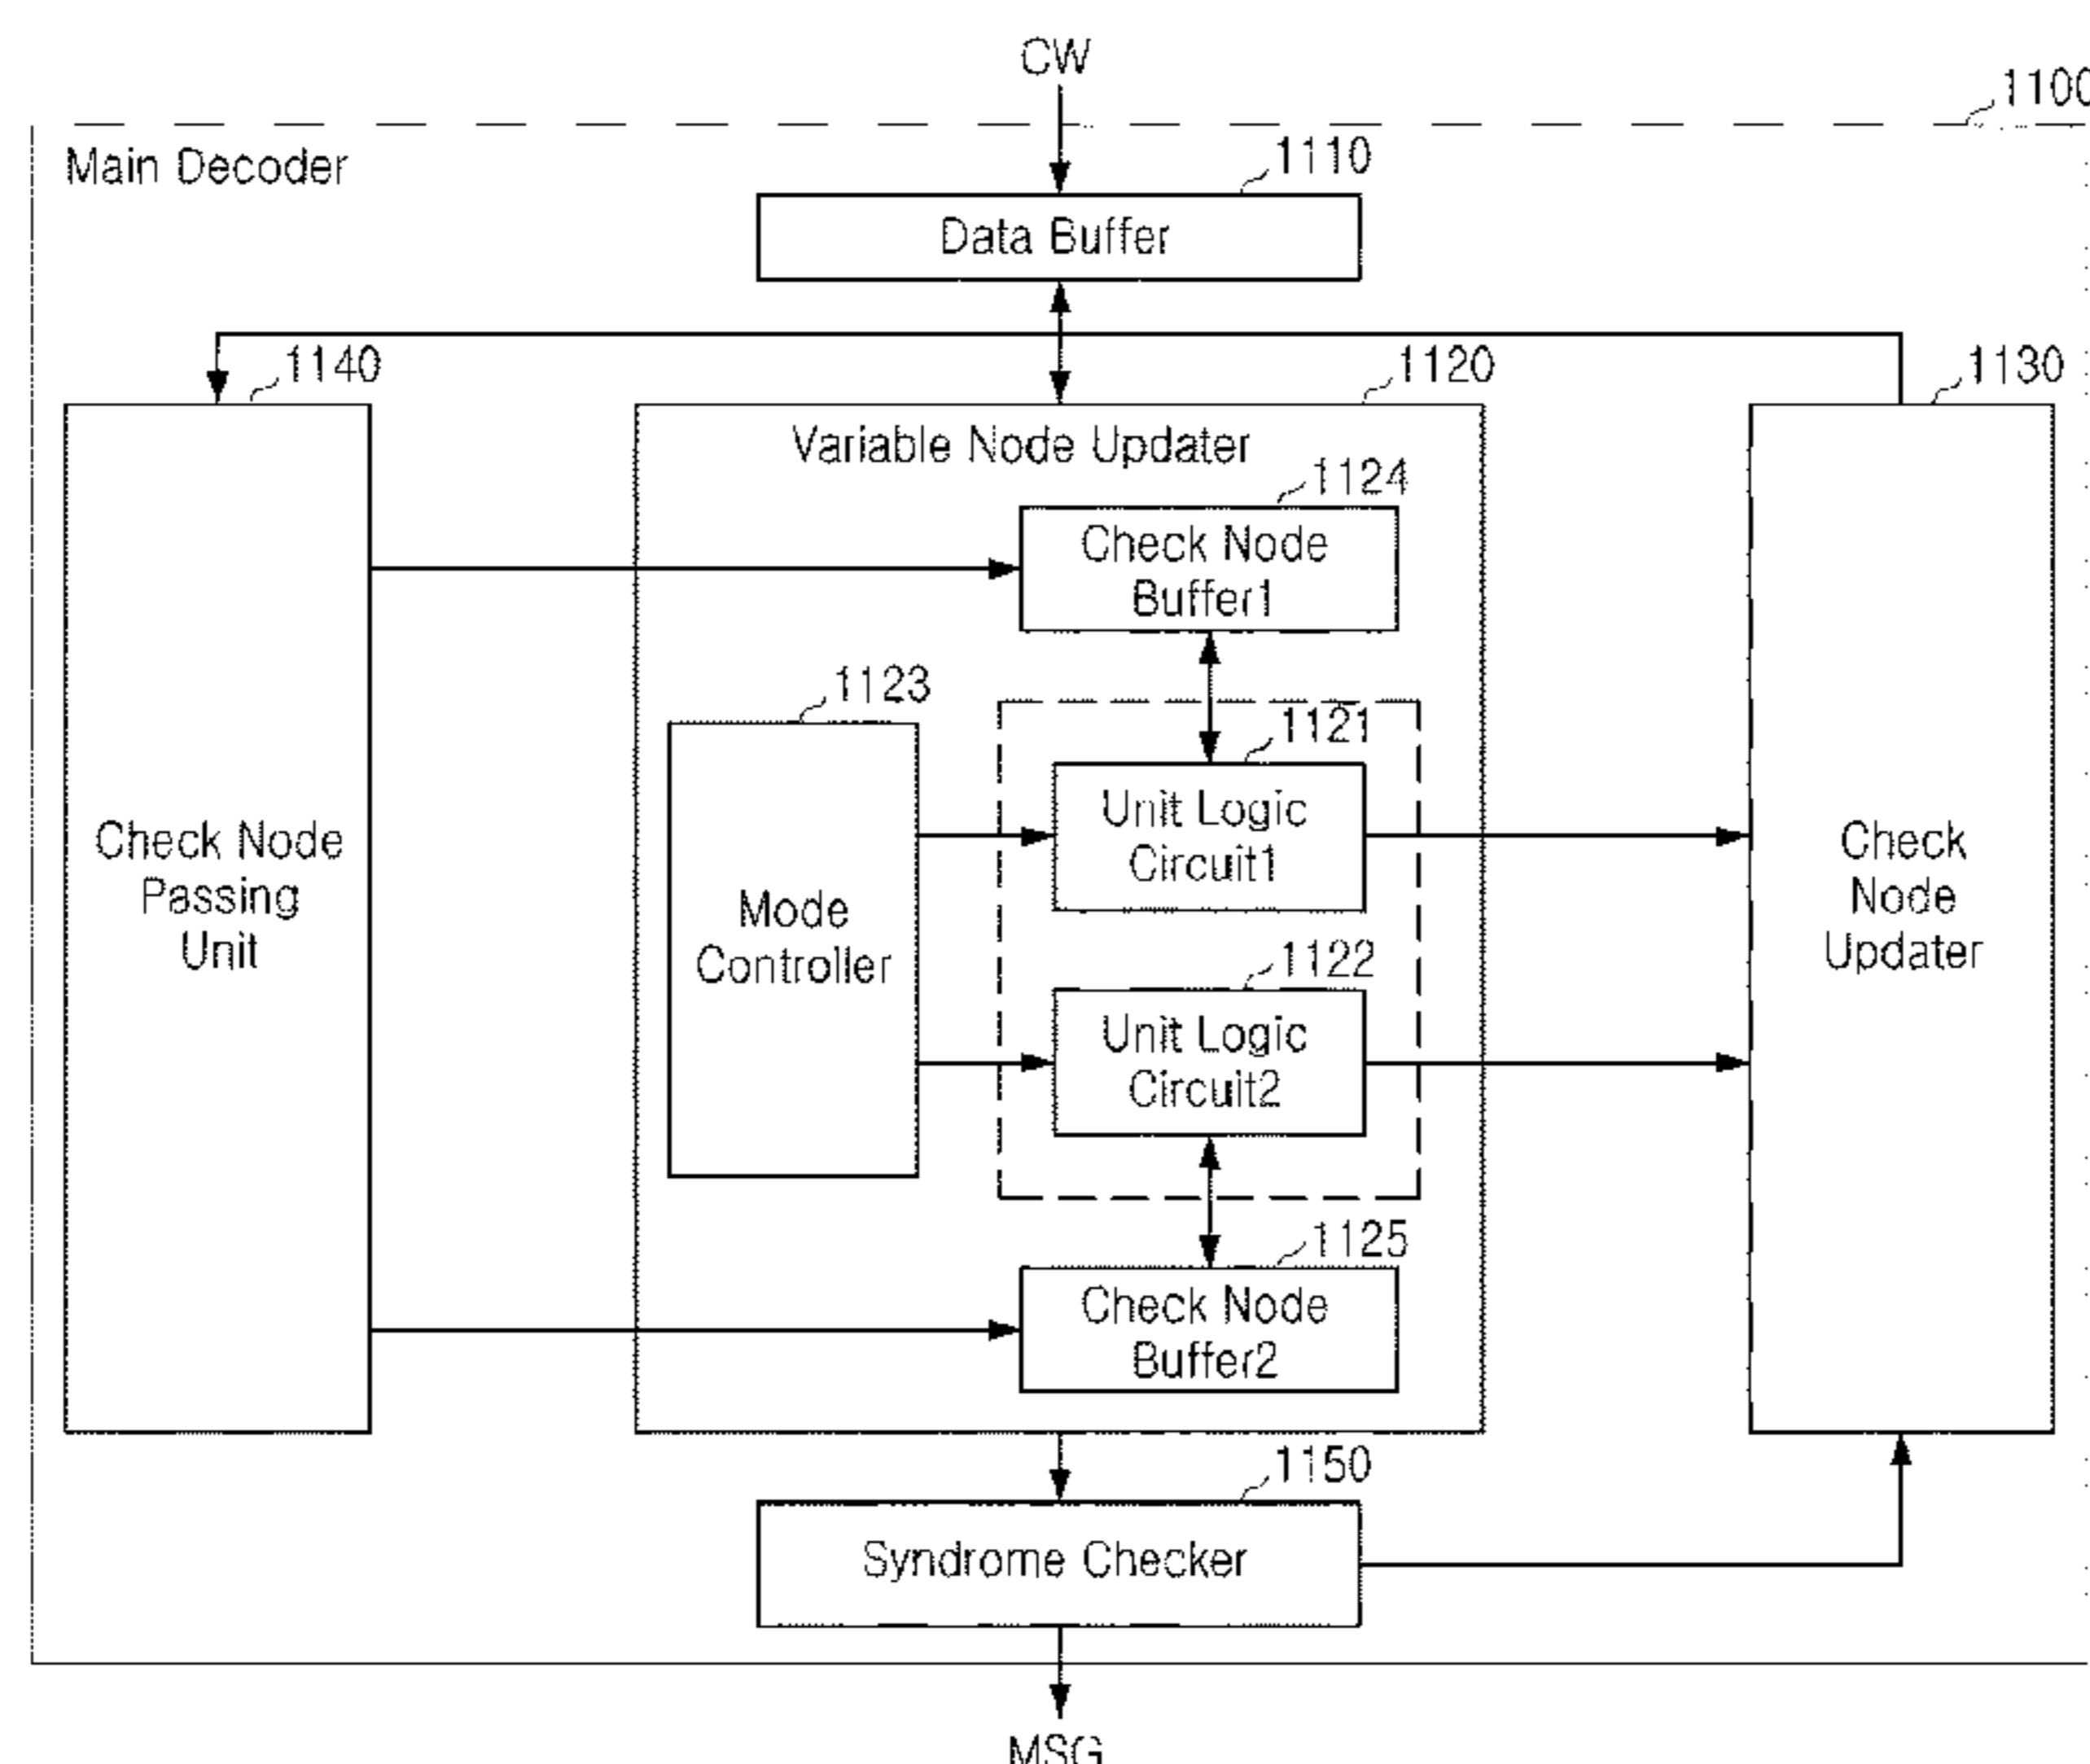 CW
1100
Main Decoder
1110
Data Buffer
1140
1120
1130
Variable Node Updater
1124
Check Node
Buffer1
1123
1121
Unit Logic
Circuit1
Check Node
Passing
Unit
Mode
Controller
Check
Node
Updater
1122
Unit Logic
Circuit2
1125
Check Node
Buffer2
1150
Syndrome Checker
MSG